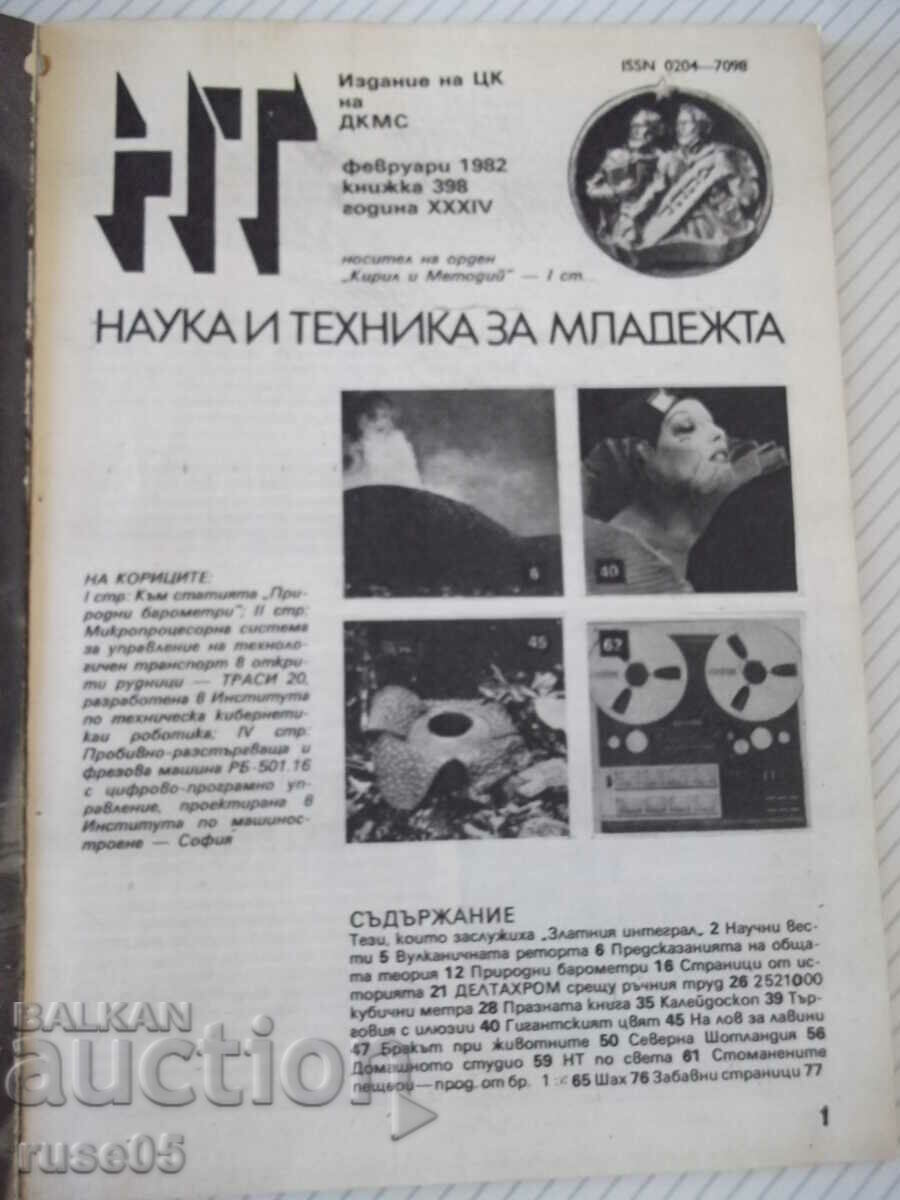 НТ
Издание на ЦК
на
ДКМС
февруари 1982
книжка 398
година XXXIV
носител на орден
„Кирил и Методий" — I ст...
ISSN 0204—7098
НАУКА И ТЕХНИКА ЗА МЛАДЕЖТА
6
40
45
НА КОРИЦИТЕ:
I стр: Към статията „При-
родни барометри"; II стр:
Микропроцесорна система
за управление на техноло-
гичен транспорт в откри-
ти рудници — ТРАСИ 20,
разработена в Института
по техническа кибернети-
ка и роботика; IV стр:
Пробивно-разстъргваща и
фрезова машина РБ-501.16
с цифрово-програмно уп-
равление, проектирана в
Института по машинос-
троене — София
СЪДЪРЖАНИЕ
Тези, които заслужиха „Златния интеграл„ 2 Научни вес-
ти 5 Вулканичната реторта 6 Предсказанията на обща-
та теория 12 Природни барометри 16 Страници от ис-
торията 21 ДЕЛТАХРОМ срещу ръчния труд 26 2521000
кубични метра 28 Празната книга 35 Калейдоскоп 39 Тър-
говия с илюзии 40 Гигантският цвят 45 На лов за лавини
47 Бракът при животните 50 Северна Шотландия 56
Домашното студио 59 НТ по света 61 Стоманените
пещери—прод. от бр. 1 65 Шах 76 Забавни страници 77
1
BALKAN
auction
ruse05